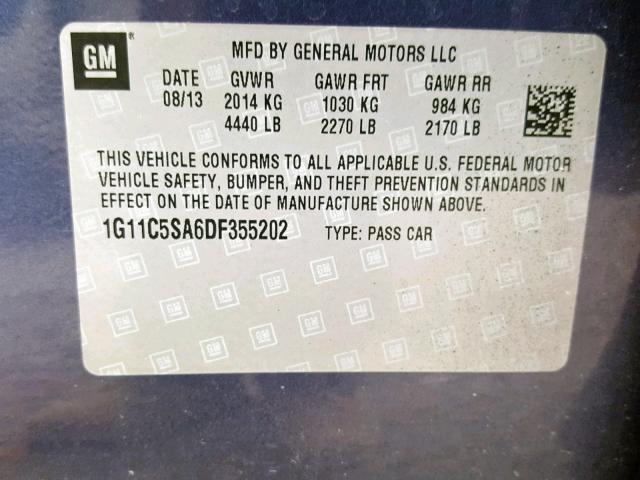 GM ® MFD BY GENERAL MOTORS LLC
DATE GVWR GAWR FRT GAWR RR
08/13 2014 KG 1030 KG 984 KG
4440 LB 2270 LB 2170 LB
THIS VEHICLE CONFORMS TO ALL APPLICABLE U.S. FEDERAL MOTOR
VEHICLE SAFETY, BUMPER, AND THEFT PREVENTION STANDARDS IN
EFFECT ON THE DATE OF MANUFACTURE SHOWN ABOVE.
1G11C5SA6DF355202 TYPE: PASS CAR